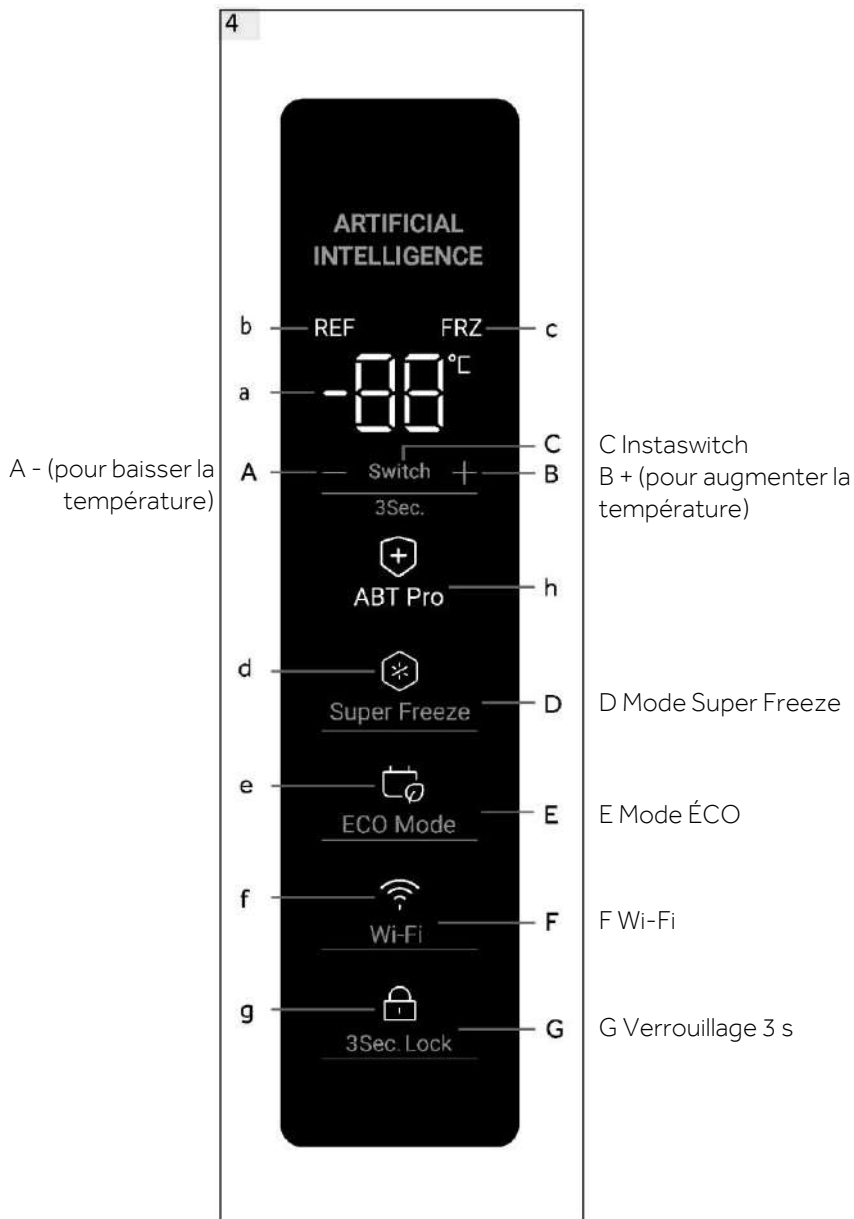 4
ARTIFICIAL
INTELLIGENCE
b REF FRZ c
a -88 °C
C C Instaswitch
A - (pour baisser la
température) A — Switch + B B + (pour augmenter la
température)
3Sec.
ABT Pro h
d
Super Freeze D D Mode Super Freeze
e
ECO Mode E E Mode ÉCO
f
Wi-Fi F F Wi-Fi
g
3Sec. Lock G G Verrouillage 3 s